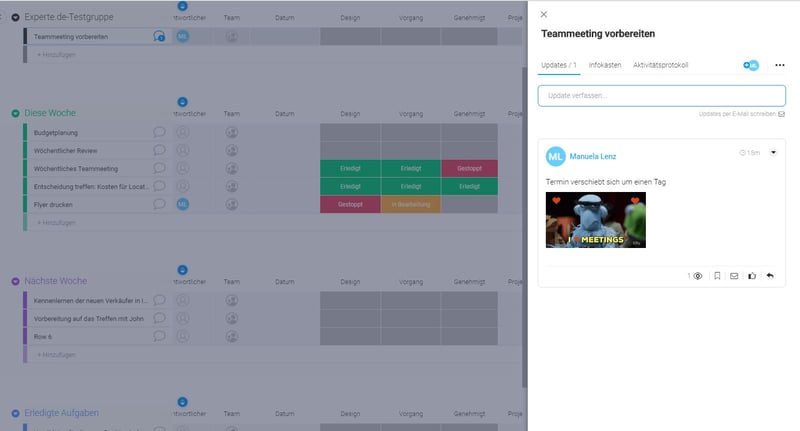 Experte.de-Testgruppe
twortlicher Team Datum Design Vorgang Genehmigt Proje
Teammeeting vorbereiten 1 ML
+ Hinzufügen
Diese Woche
twortlicher Team Datum Design Vorgang Genehmigt Proje
Budgetplanung
Wöchentlicher Review
Wöchentliches Teammeeting Erledigt Erledigt Gestoppt
Entscheidung treffen: Kosten für Locat... Erledigt Erledigt Erledigt
Flyer drucken ML Gestoppt in Bearbeitung
+ Hinzufügen
Nächste Woche
twortlicher Team Datum Design Vorgang Genehmigt Proje
Kennenlernen der neuen Verkäufer in I...
Vorbereitung auf das Treffen mit John
Row 6
+ Hinzufügen
Erledigte Aufgaben
twortlicher Team Datum Design Vorgang Genehmigt Proje
Teammeeting vorbereiten
Updates / 1 Infokästen Aktivitätsprotokoll ML
Update verfassen...
Updates per E-Mail schreiben
ML Manuela Lenz 15m
Termin verschiebt sich um einen Tag
I ♥ MEETINGS
1